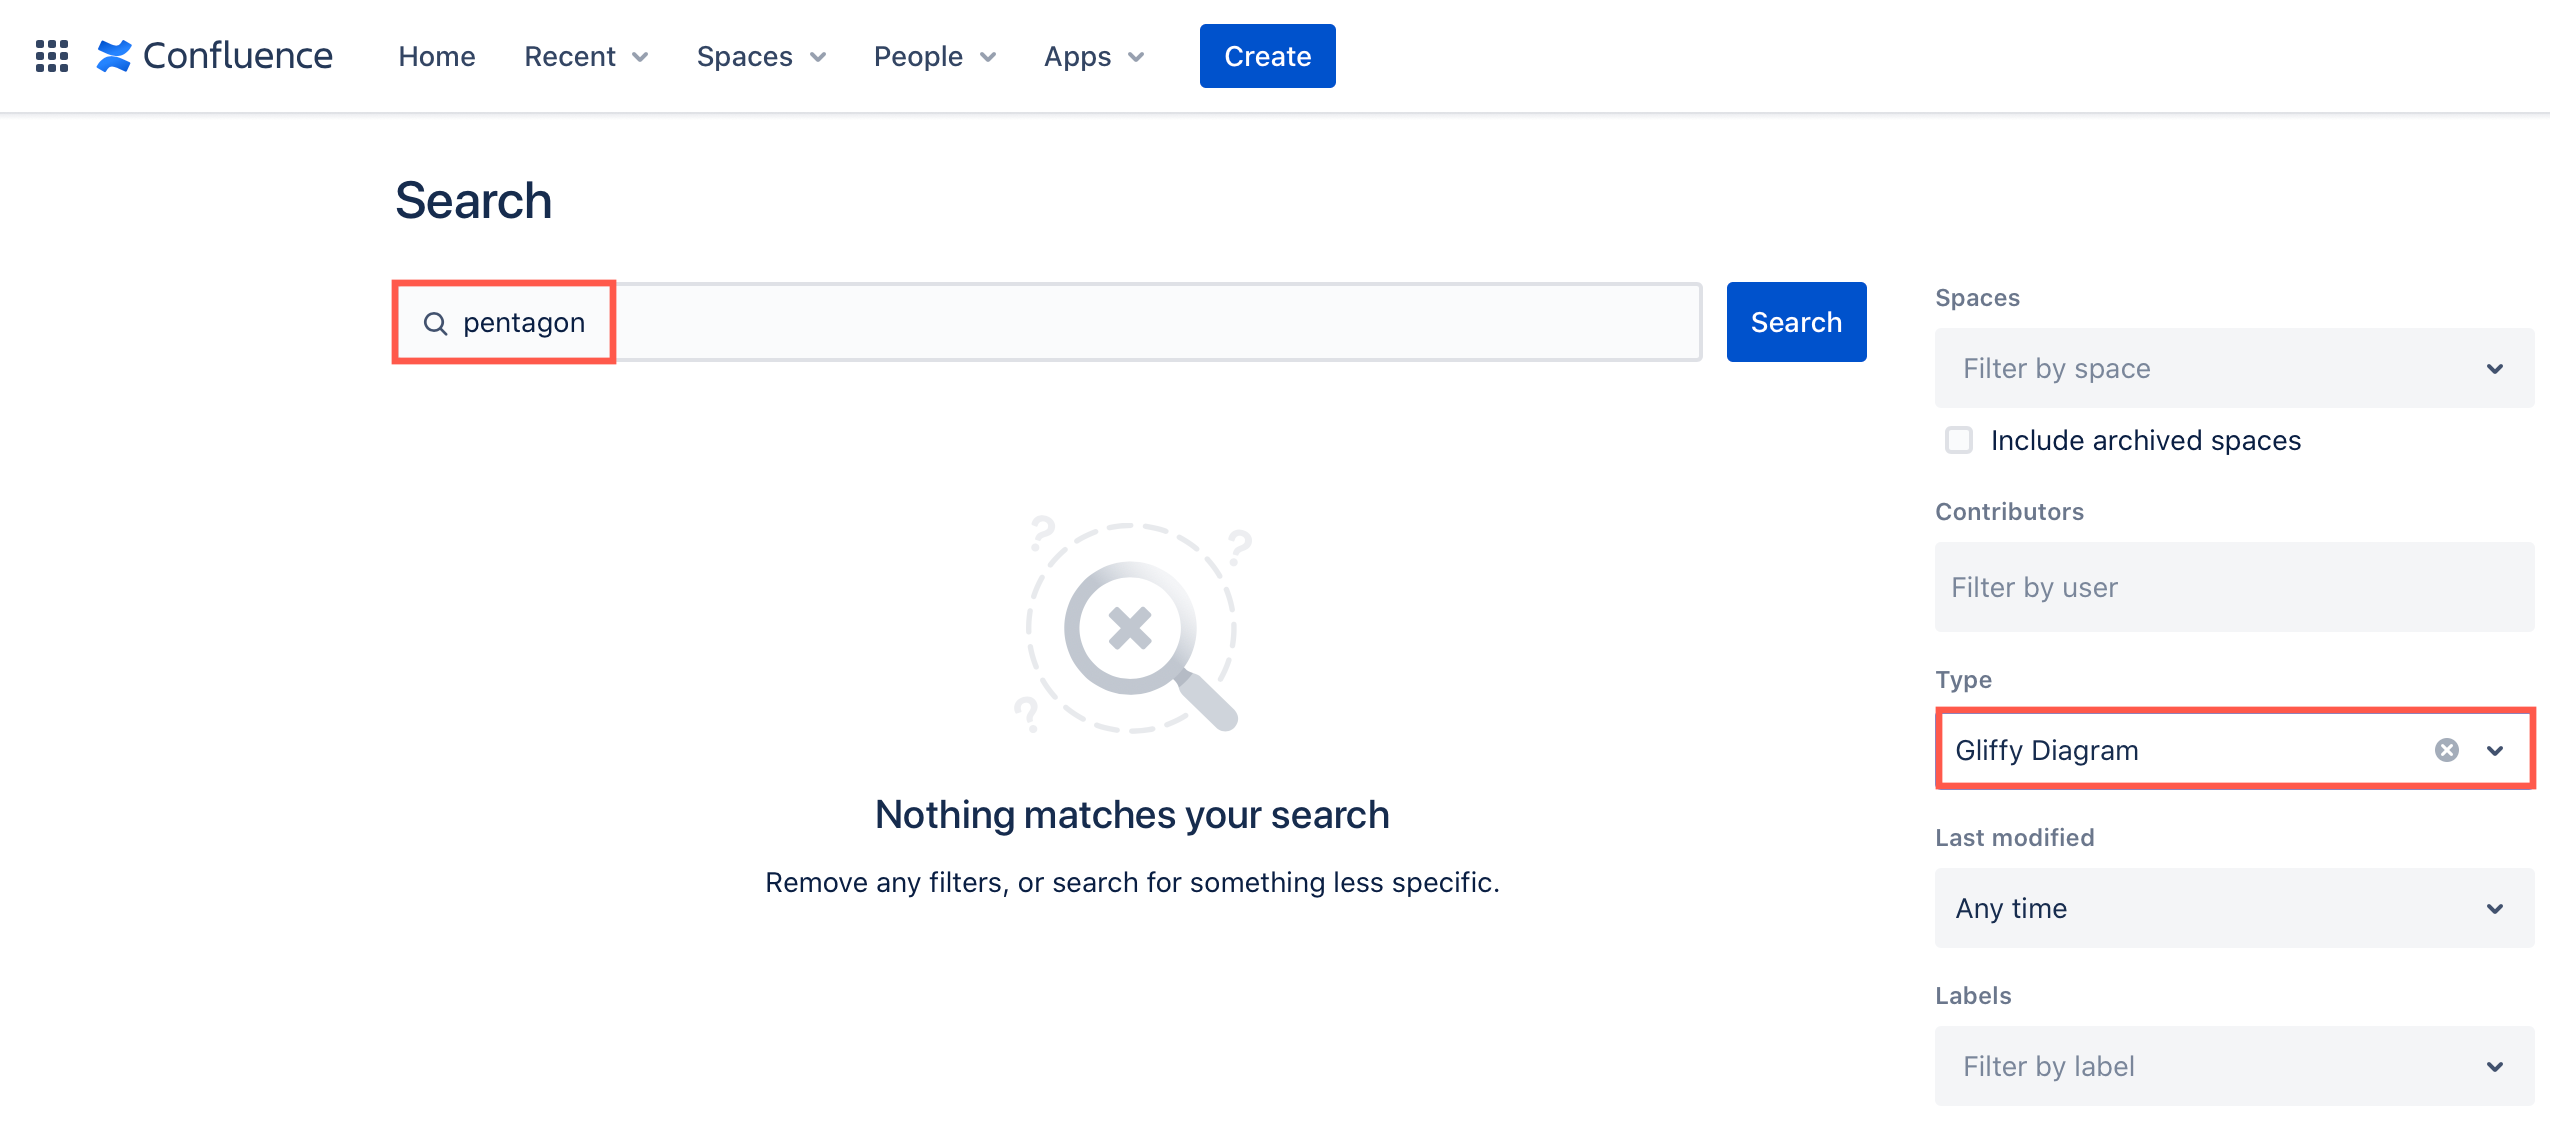 Confluence Home Recent Spaces People Apps Create
Search
pentagon
Search
Nothing matches your search
Remove any filters, or search for something less specific.
Spaces
Filter by space
Include archived spaces
Contributors
Filter by user
Type
Gliffy Diagram
Last modified
Any time
Labels
Filter by label